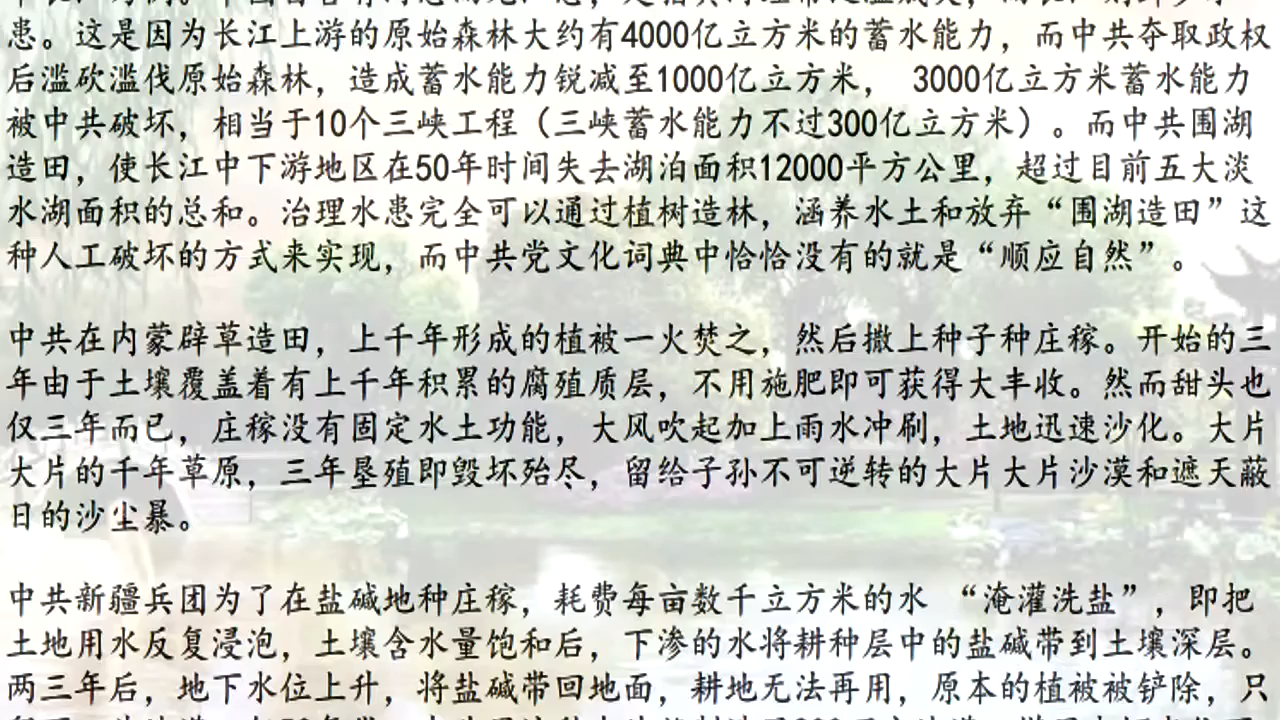 患。这是因为长江上游的原始森林大约有4000亿立方米的蓄水能力，而中共夺取政权
后滥砍滥伐原始森林，造成蓄水能力锐减至1000亿立方米， 3000亿立方米蓄水能力
被中共破坏，相当于10个三峡工程（三峡蓄水能力不过300亿立方米）。而中共围湖
造田，使长江中下游地区在50年时间失去湖泊面积12000平方公里，超过目前五大淡
水湖面积的总和。治理水患完全可以通过植树造林，涵养水土和放弃“围湖造田”这
种人工破坏的方式来实现，而中共党文化词典中恰恰没有的就是“顺应自然”。
中共在内蒙辟草造田，上千年形成的植被一火焚之，然后撒上种子种庄稼。开始的三
年由于土壤覆盖着有上千年积累的腐殖质层，不用施肥即可获得大丰收。然而甜头也
仅三年而已，庄稼没有固定水土功能，大风吹起加上雨水冲刷，土地迅速沙化。大片
大片的千年草原，三年垦殖即毁坏殆尽，留给子孙不可逆转的大片大片沙漠和遮天蔽
日的沙尘暴。
中共新疆兵团为了在盐碱地种庄稼，耗费每亩数千立方米的水 “淹灌洗盐”，即把
土地用水反复浸泡，土壤含水量饱和后，下渗的水将耕种层中的盐碱带到土壤深层。
两三年后，地下水位上升，将盐碱带回地面，耕地无法再用，原本的植被被铲除，只